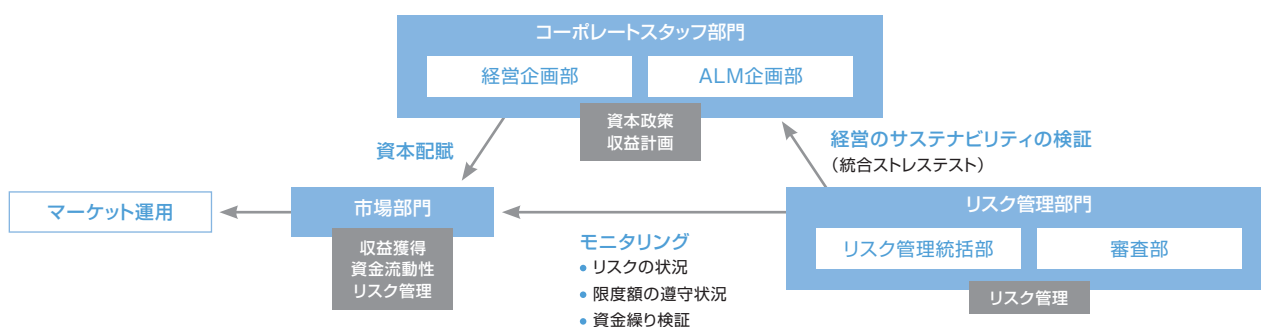 コーポレートスタッフ部門
経営企画部
ALM企画部
資本政策
収益計画
資本配賦
経営のサステナビリティの検証
（統合ストレステスト）
マーケット運用
市場部門
収益獲得
資金流動性
リスク管理
モニタリング
• リスクの状況
• 限度額の遵守状況
• 資金繰り検証
リスク管理部門
リスク管理統括部
審査部
リスク管理